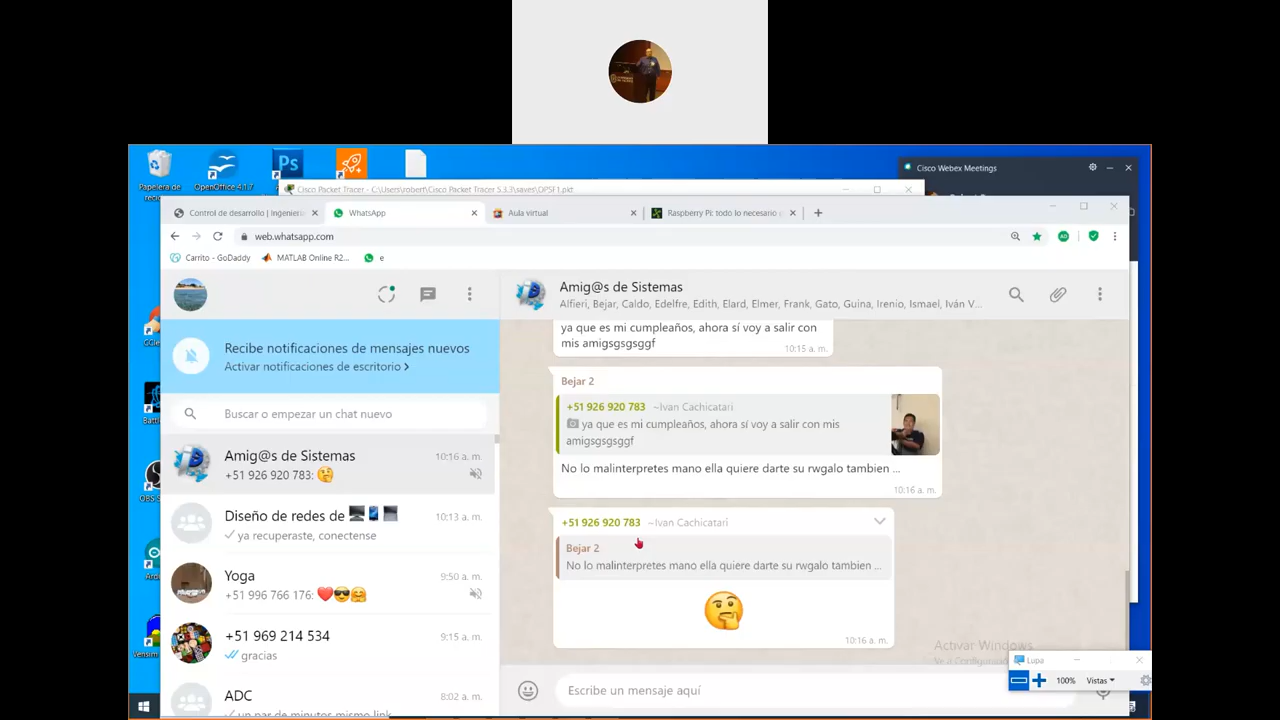 Papelera de
OpenOffice 4.1.7
Cisco Packet Tracer - C:\Users\robert\Cisco Packet Tracer 5.3.3\saves\DPSF1.pkt
Cisco Webex Meetings
Control de desarrollo | Ingenierí
WhatsApp
Aula virtual
Raspberry Pi: todo lo necesario
web.whatsapp.com
Carrito - GoDaddy
MATLAB Online R2...
e
Amig@s de Sistemas
Alfieri, Bejar, Caldo, Edelfre, Edith, Elard, Elmer, Frank, Gato, Guina, Irenio, Ismael, Iván V...
Recibe notificaciones de mensajes nuevos
Activar notificaciones de escritorio >
Buscar o empezar un chat nuevo
Amig@s de Sistemas
10:16 a. m.
+51 926 920 783: 🤔
Diseño de redes de 🖥️📱💻
10:13 a. m.
ya recuperaste, conectense
Yoga
9:50 a. m.
+51 996 766 176: ❤️😎🤗
+51 969 214 534
9:15 a. m.
gracias
ADC
8:02 a. m.
un par de minutos mismo link
ya que es mi cumpleaños, ahora sí voy a salir con
mis amigsgsgsggf
10:15 a. m.
Bejar 2
+51 926 920 783 ~Ivan Cachicatari
ya que es mi cumpleaños, ahora sí voy a salir con mis
amigsgsgsggf
No lo malinterpretes mano ella quiere darte su rwgalo tambien ...
10:16 a. m.
+51 926 920 783 ~Ivan Cachicatari
Bejar 2
No lo malinterpretes mano ella quiere darte su rwgalo tambien ...
🤔
10:16 a. m.
Activar Windows
Escribe un mensaje aquí
Lupa
100%
Vistas